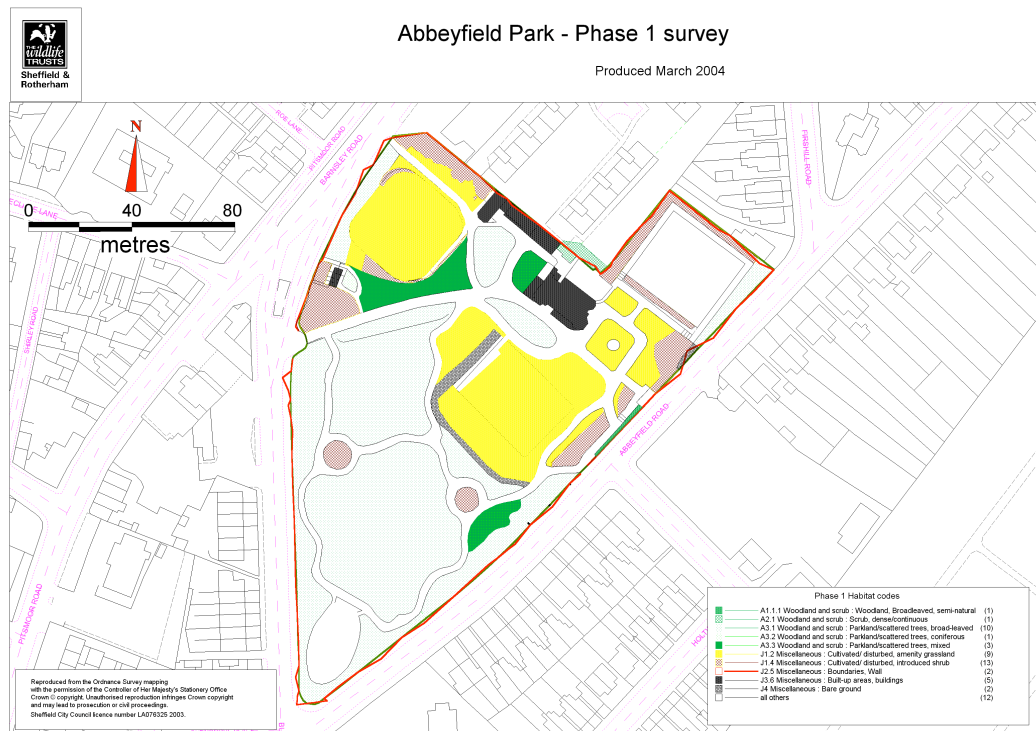 Abbeyfield Park - Phase 1 survey
Produced March 2004
THE
wildlife
TRUSTS
Sheffield &
Rotherham
N
0 40 80
metres
ROE LANE
PITSMOOR ROAD
BARNSLEY ROAD
FIRSHILL ROAD
SHIRLEY ROAD
ABBEYFIELD ROAD
PITSMOOR ROAD
Phase 1 Habitat codes
A1.1.1 Woodland and scrub : Woodland, Broadleaved, semi-natural (1)
A2.1 Woodland and scrub : Scrub, dense/continuous (1)
A3.1 Woodland and scrub : Parkland/scattered trees, broad-leaved (10)
A3.2 Woodland and scrub : Parkland/scattered trees, coniferous (1)
A3.3 Woodland and scrub : Parkland/scattered trees, mixed (3)
J1.2 Miscellaneous : Cultivated/ disturbed, amenity grassland (9)
J1.4 Miscellaneous : Cultivated/ disturbed, introduced shrub (13)
J2.5 Miscellaneous : Boundaries, Wall (2)
J3.6 Miscellaneous : Built-up areas, buildings (5)
J4 Miscellaneous : Bare ground (2)
all others (12)
Reproduced from the Ordnance Survey mapping
with the permission of the Controller of Her Majesty's Stationery Office
Crown © copyright. Unauthorised reproduction infringes Crown copyright
and may lead to prosecution or civil proceedings.
Sheffield City Council licence number LA076325 2003.